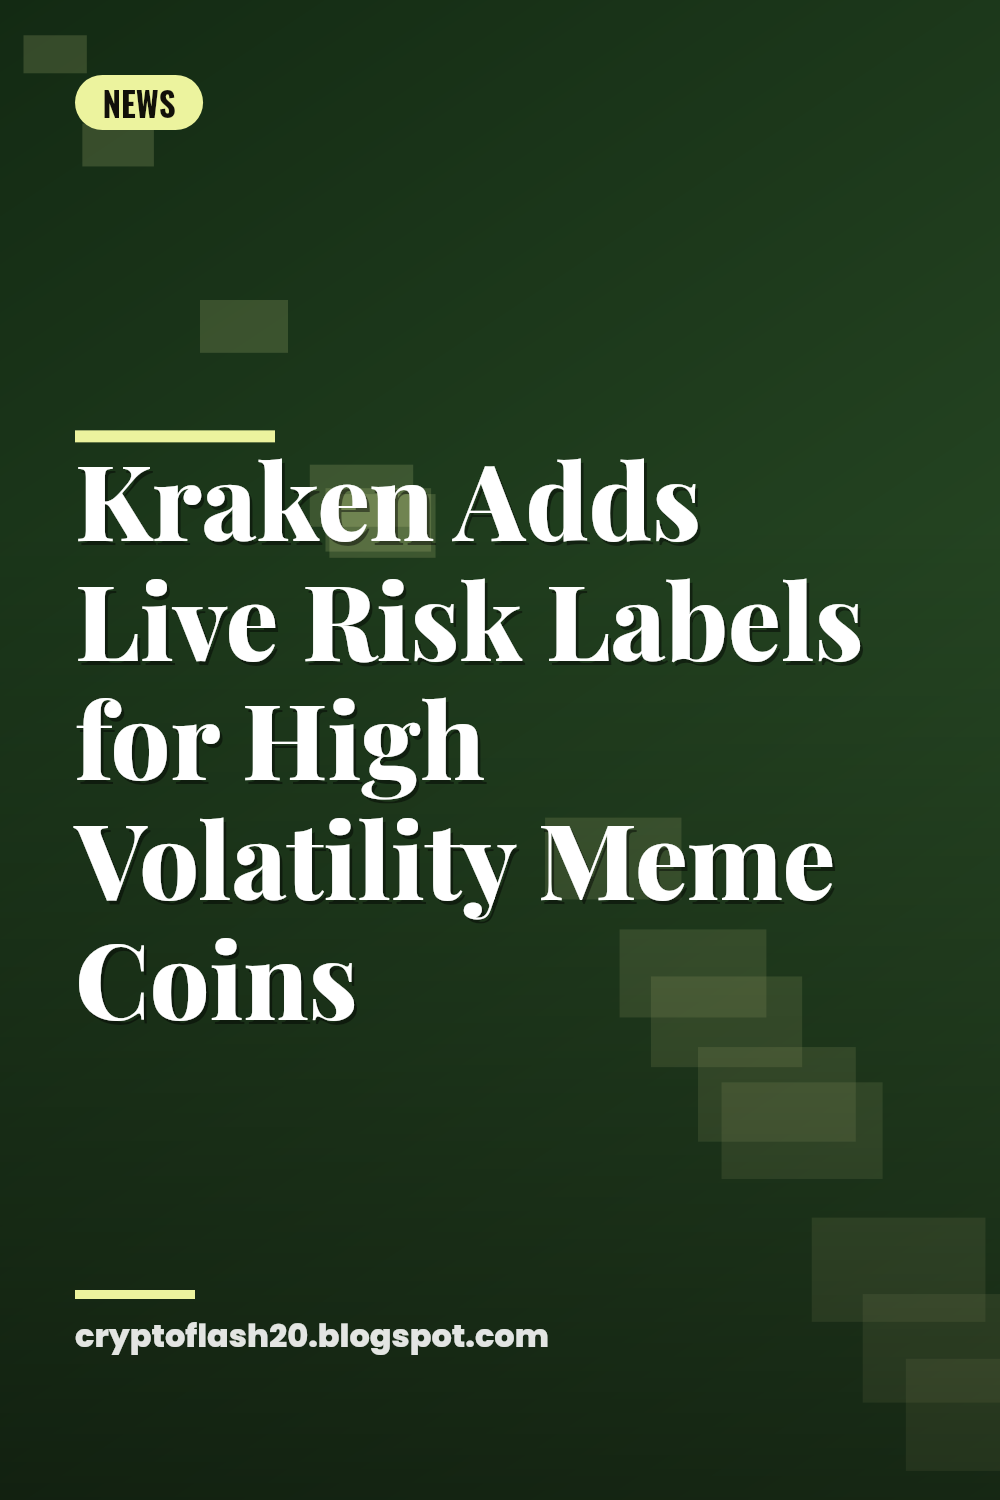 NEWS
Kraken Adds
Live Risk Labels
for High
Volatility Meme
Coins
cryptoflash20.blogspot.com